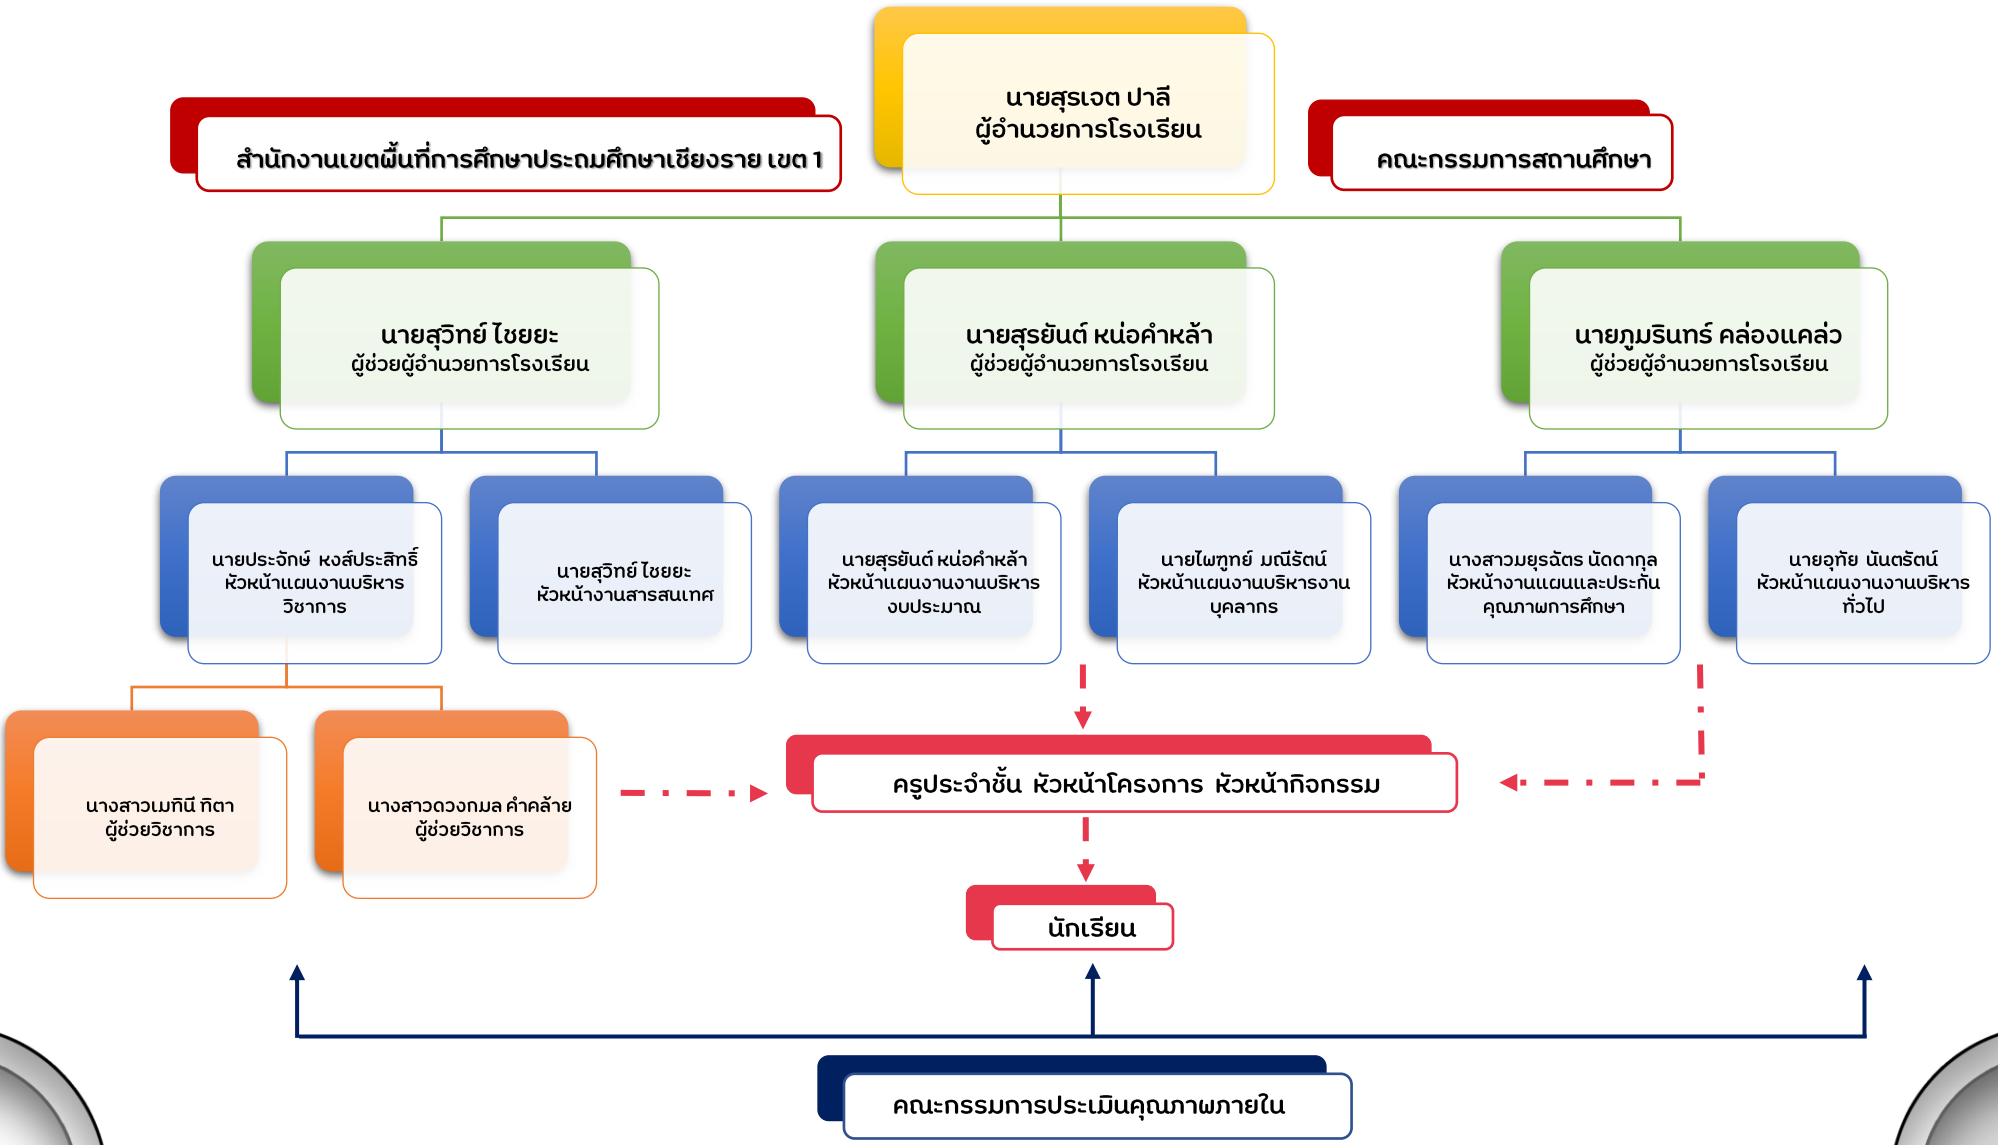 นายสุรเจต ปาลี
ผู้อำนวยการโรงเรียน
สำนักงานเขตพื้นที่การศึกษาประถมศึกษาเชียงราย เขต 1
คณะกรรมการสถานศึกษา
นายสุวิทย์ ไชยยะ
ผู้ช่วยผู้อำนวยการโรงเรียน
นายสุรยันต์ หน่อคำหล้า
ผู้ช่วยผู้อำนวยการโรงเรียน
นายภูมรินทร์ คล่องแคล่ว
ผู้ช่วยผู้อำนวยการโรงเรียน
นายประจักษ์ หงส์ประสิทธิ์
หัวหน้าแผนงานบริหาร
วิชาการ
นายสุวิทย์ ไชยยะ
หัวหน้างานสารสนเทศ
นายสุรยันต์ หน่อคำหล้า
หัวหน้าแผนงานงานบริหาร
งบประมาณ
นายไพฑูทย์ มณีรัตน์
หัวหน้าแผนงานบริหารงาน
บุคลากร
นางสาวมยุรฉัตร นัดดากุล
หัวหน้างานแผนและประกัน
คุณภาพการศึกษา
นายอุทัย นันตรัตน์
หัวหน้าแผนงานงานบริหาร
ทั่วไป
นางสาวเมทินี ทิตา
ผู้ช่วยวิชาการ
นางสาวดวงกมล คำคล้าย
ผู้ช่วยวิชาการ
ครูประจำชั้น หัวหน้าโครงการ หัวหน้ากิจกรรม
นักเรียน
คณะกรรมการประเมินคุณภาพภายใน